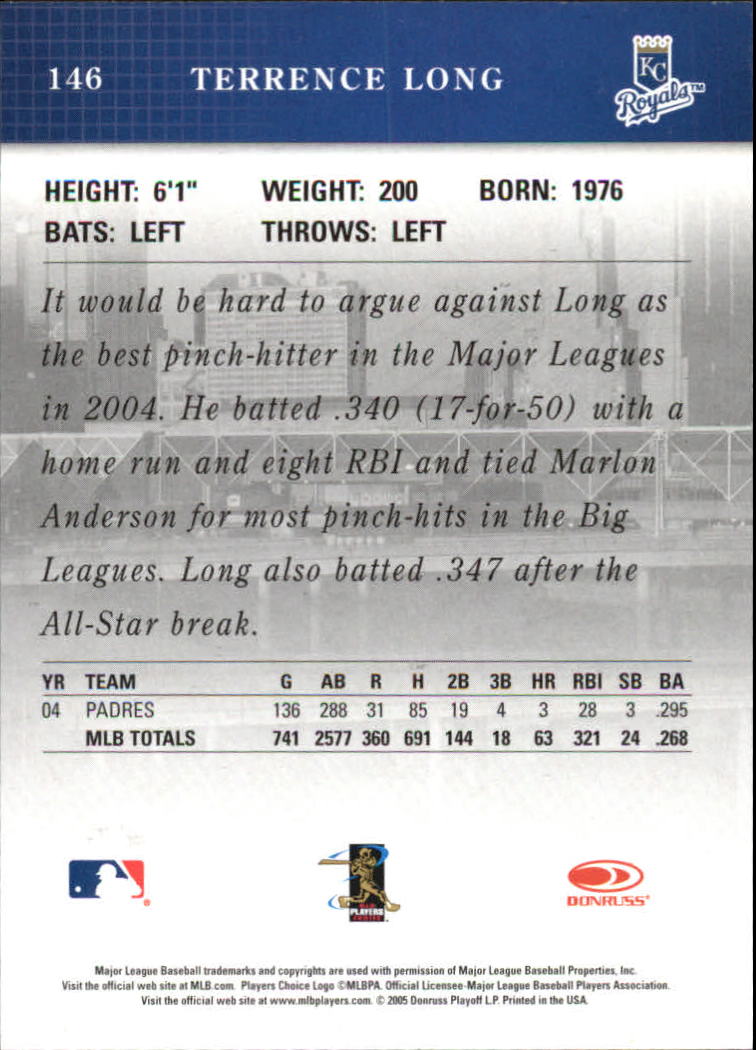 146 TERRENCE LONG
KC
Royals™
HEIGHT: 6'1" WEIGHT: 200 BORN: 1976
BATS: LEFT THROWS: LEFT
It would be hard to argue against Long as
the best pinch-hitter in the Major Leagues
in 2004. He batted .340 (17-for-50) with a
home run and eight RBI and tied Marlon
Anderson for most pinch-hits in the Big
Leagues. Long also batted .347 after the
All-Star break.
YR TEAM G AB R H 2B 3B HR RBI SB BA
04 PADRES 136 288 31 85 19 4 3 28 3 .295
MLB TOTALS 741 2577 360 691 144 18 63 321 24 .268
PLAYERS
CHOICE
DONRUSS®
Major League Baseball trademarks and copyrights are used with permission of Major League Baseball Properties, Inc.
Visit the official web site at MLB.com. Players Choice Logo ©MLBPA. Official Licensee-Major League Baseball Players Association.
Visit the official web site at www.mlbplayers.com. © 2005 Donruss Playoff L.P. Printed in the USA.